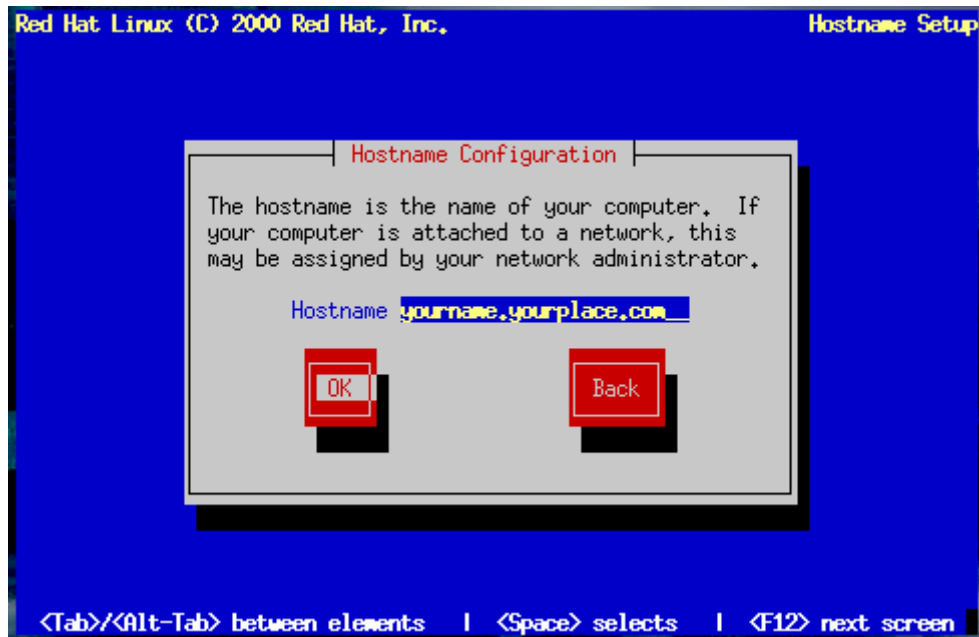 Red Hat Linux (C) 2000 Red Hat, Inc. Hostname Setup
Hostname Configuration
The hostname is the name of your computer. If
your computer is attached to a network, this
may be assigned by your network administrator.
Hostname yourname.yourplace.com__
OK Back
<Tab>/<Alt-Tab> between elements | <Space> selects | <F12> next screen